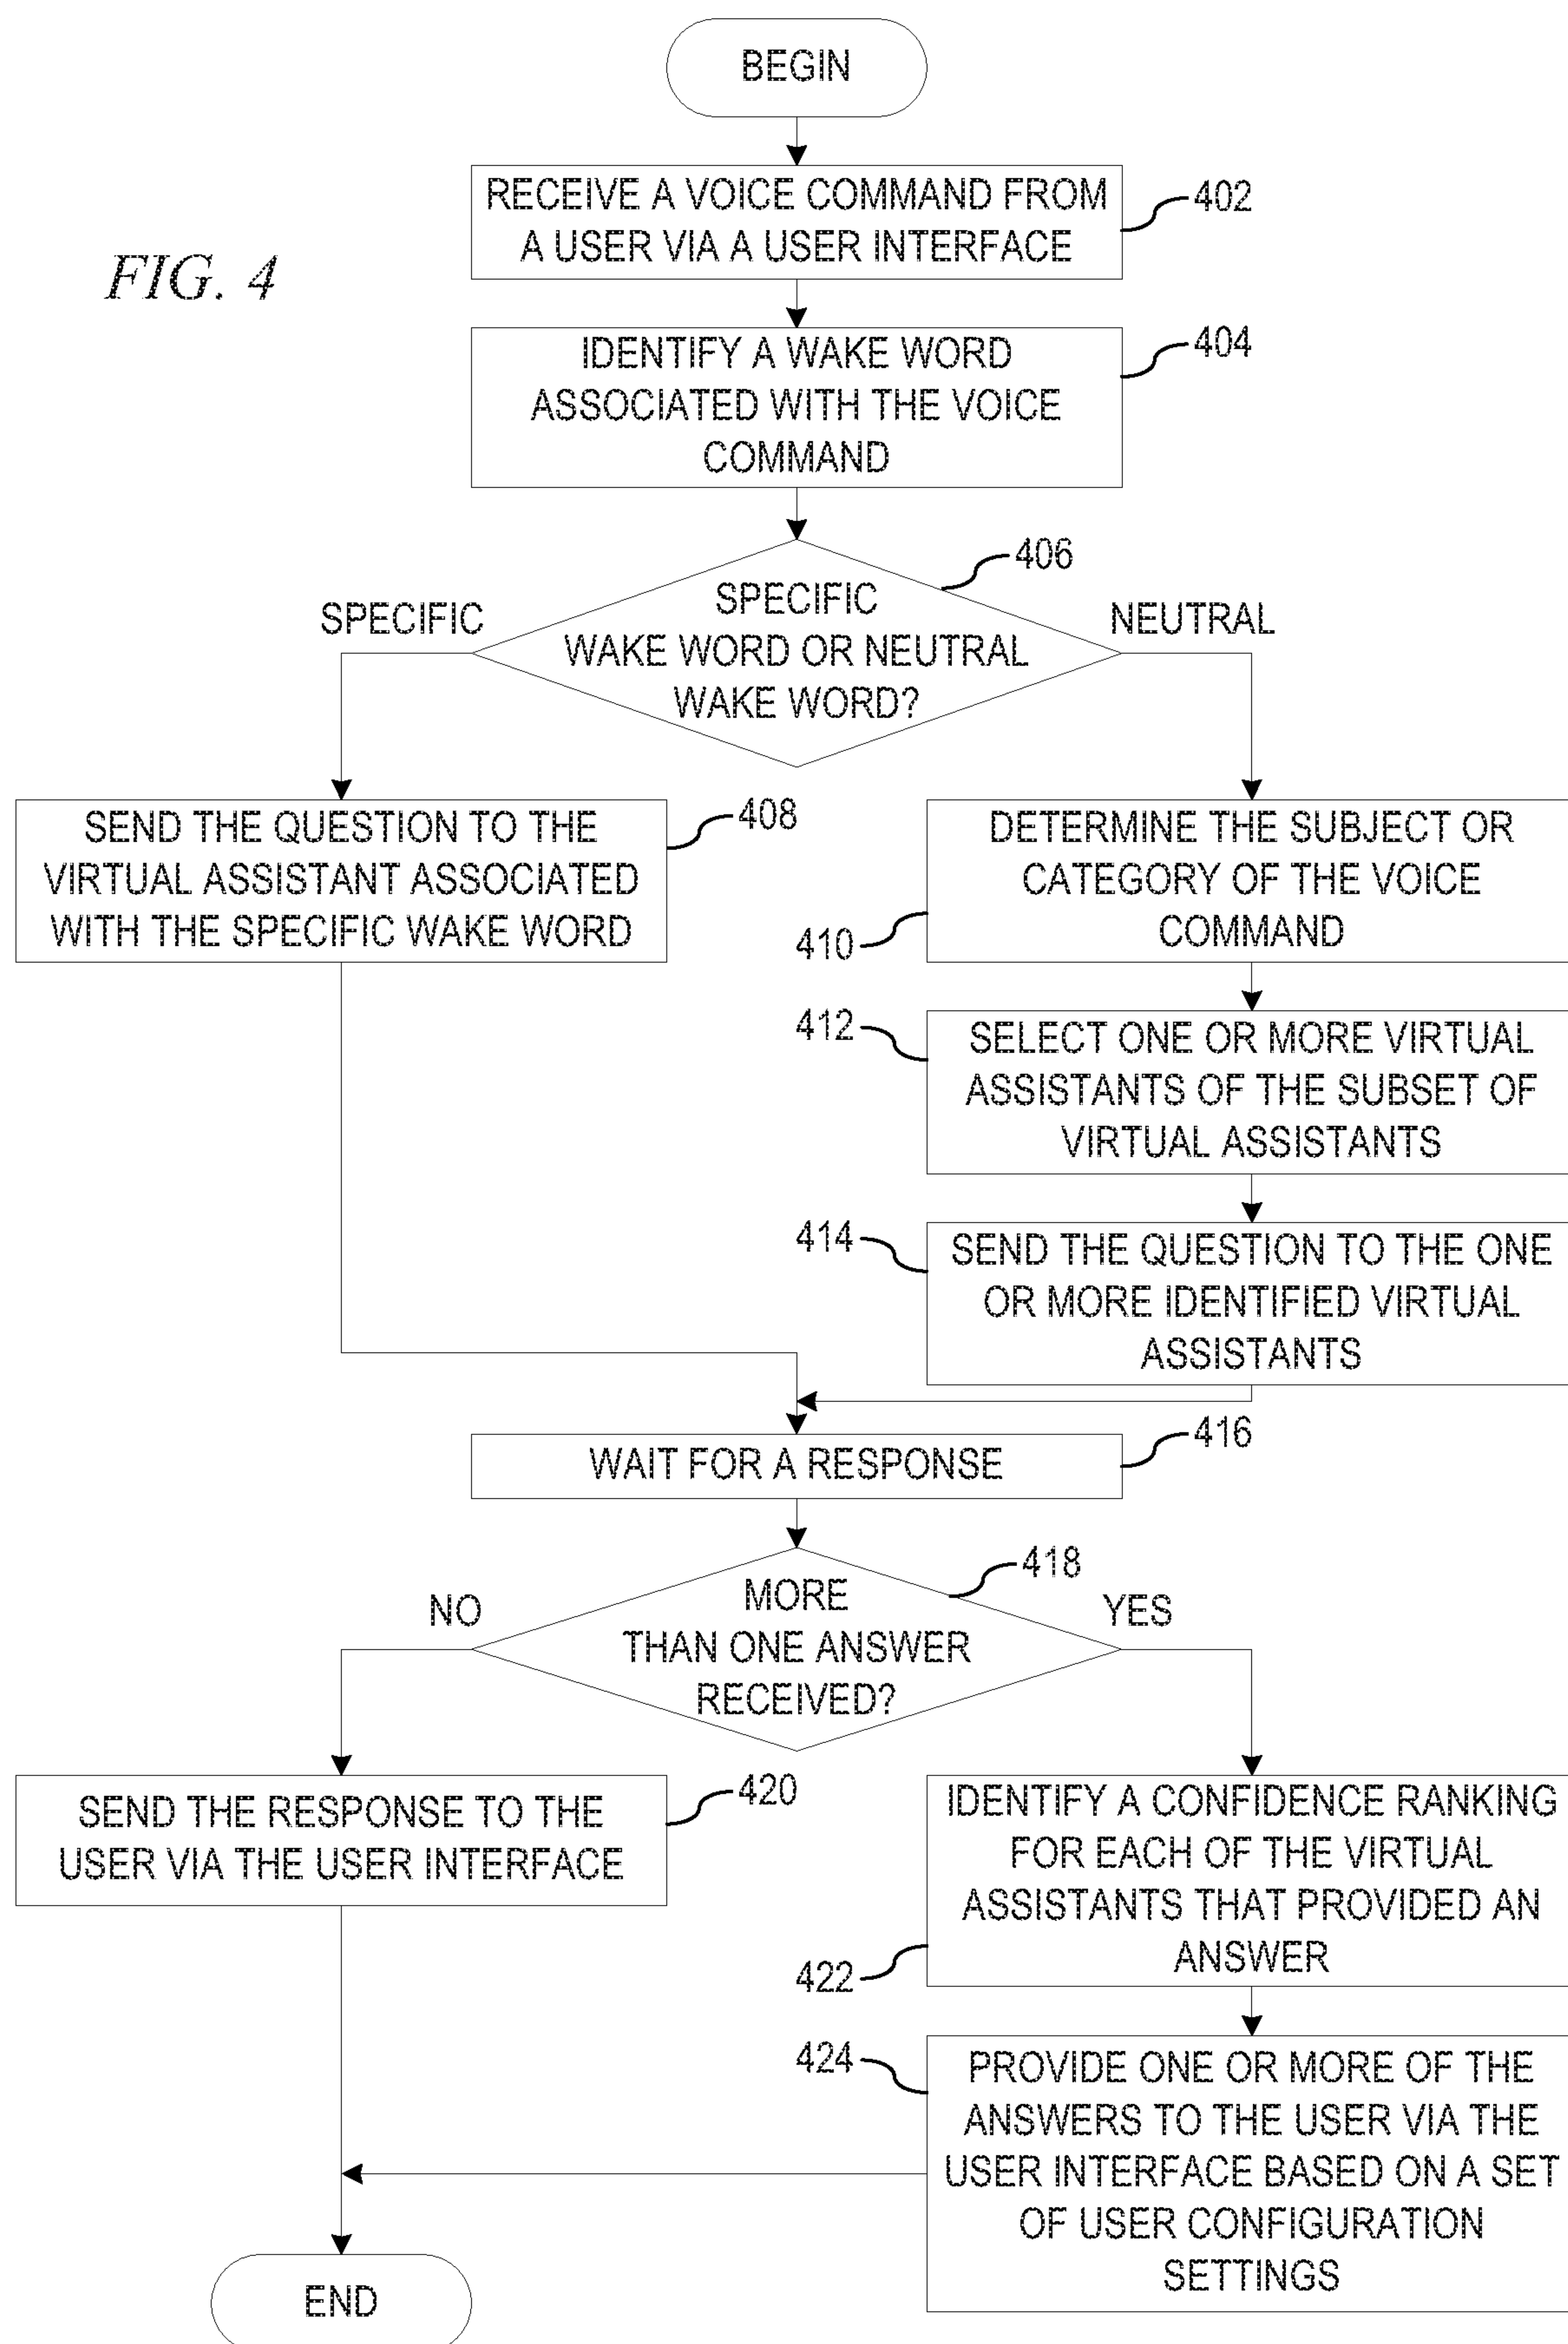 BEGIN
RECEIVE A VOICE COMMAND FROM
A USER VIA A USER INTERFACE
402
FIG. 4
IDENTIFY A WAKE WORD
ASSOCIATED WITH THE VOICE
COMMAND
404
406
SPECIFIC
SPECIFIC
WAKE WORD OR NEUTRAL
WAKE WORD?
NEUTRAL
SEND THE QUESTION TO THE
VIRTUAL ASSISTANT ASSOCIATED
WITH THE SPECIFIC WAKE WORD
408
DETERMINE THE SUBJECT OR
CATEGORY OF THE VOICE
COMMAND
410
412
SELECT ONE OR MORE VIRTUAL
ASSISTANTS OF THE SUBSET OF
VIRTUAL ASSISTANTS
414
SEND THE QUESTION TO THE ONE
OR MORE IDENTIFIED VIRTUAL
ASSISTANTS
WAIT FOR A RESPONSE
416
418
NO
MORE
THAN ONE ANSWER
RECEIVED?
YES
SEND THE RESPONSE TO THE
USER VIA THE USER INTERFACE
420
IDENTIFY A CONFIDENCE RANKING
FOR EACH OF THE VIRTUAL
ASSISTANTS THAT PROVIDED AN
ANSWER
422
424
PROVIDE ONE OR MORE OF THE
ANSWERS TO THE USER VIA THE
USER INTERFACE BASED ON A SET
OF USER CONFIGURATION
SETTINGS
END